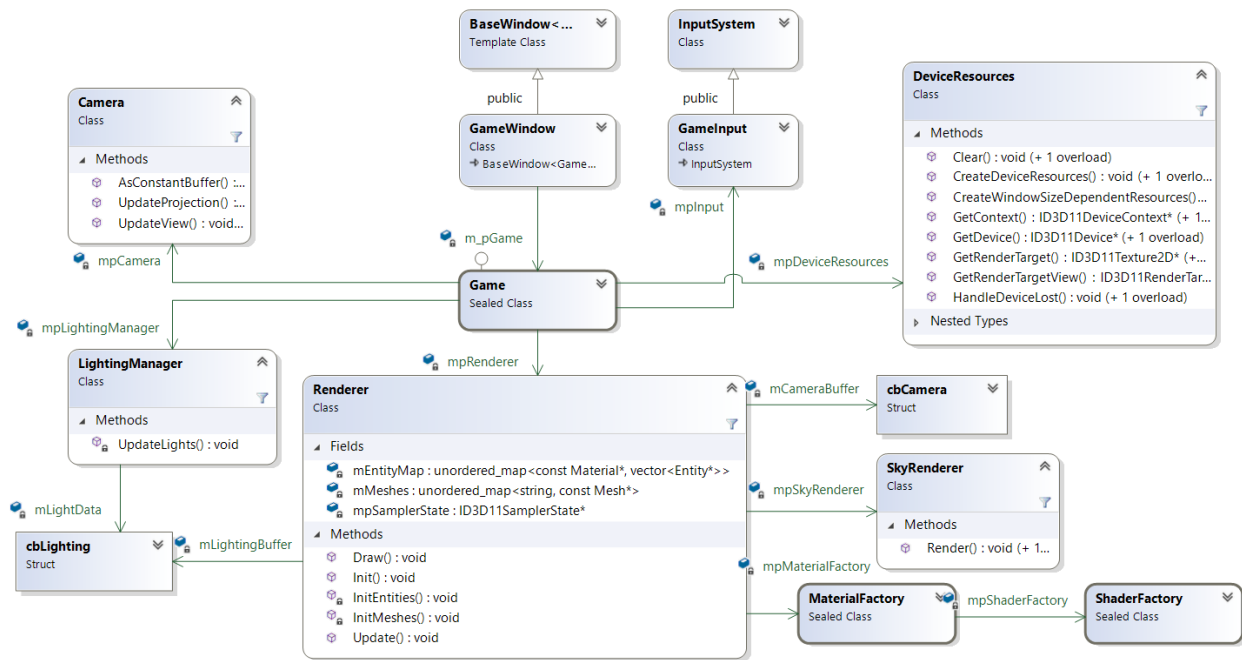 BaseWindow<...
Template Class
InputSystem
Class
DeviceResources
Class
Methods
Clear() : void (+ 1 overload)
CreateDeviceResources() : void (+ 1 overlo...
CreateWindowSizeDependentResources()...
GetContext() : ID3D11DeviceContext* (+ 1...
GetDevice() : ID3D11Device* (+ 1 overload)
GetRenderTarget() : ID3D11Texture2D* (+...
GetRenderTargetView() : ID3D11RenderTar...
HandleDeviceLost() : void (+ 1 overload)
Nested Types
Camera
Class
Methods
AsConstantBuffer() :...
UpdateProjection() :...
UpdateView() : void...
public
public
GameWindow
Class
BaseWindow<Game...
GameInput
Class
InputSystem
mpInput
m_pGame
mpCamera
mpDeviceResources
Game
Sealed Class
mpLightingManager
mpRenderer
LightingManager
Class
Methods
UpdateLights() : void
Renderer
Class
Fields
mEntityMap : unordered_map<const Material*, vector<Entity*>>
mMeshes : unordered_map<string, const Mesh*>
mpSamplerState : ID3D11SamplerState*
Methods
Draw() : void
Init() : void
InitEntities() : void
InitMeshes() : void
Update() : void
mCameraBuffer
cbCamera
Struct
mpSkyRenderer
SkyRenderer
Class
Methods
Render() : void (+ 1...
mLightData
mLightingBuffer
cbLighting
Struct
mpMaterialFactory
MaterialFactory
Sealed Class
mpShaderFactory
ShaderFactory
Sealed Class